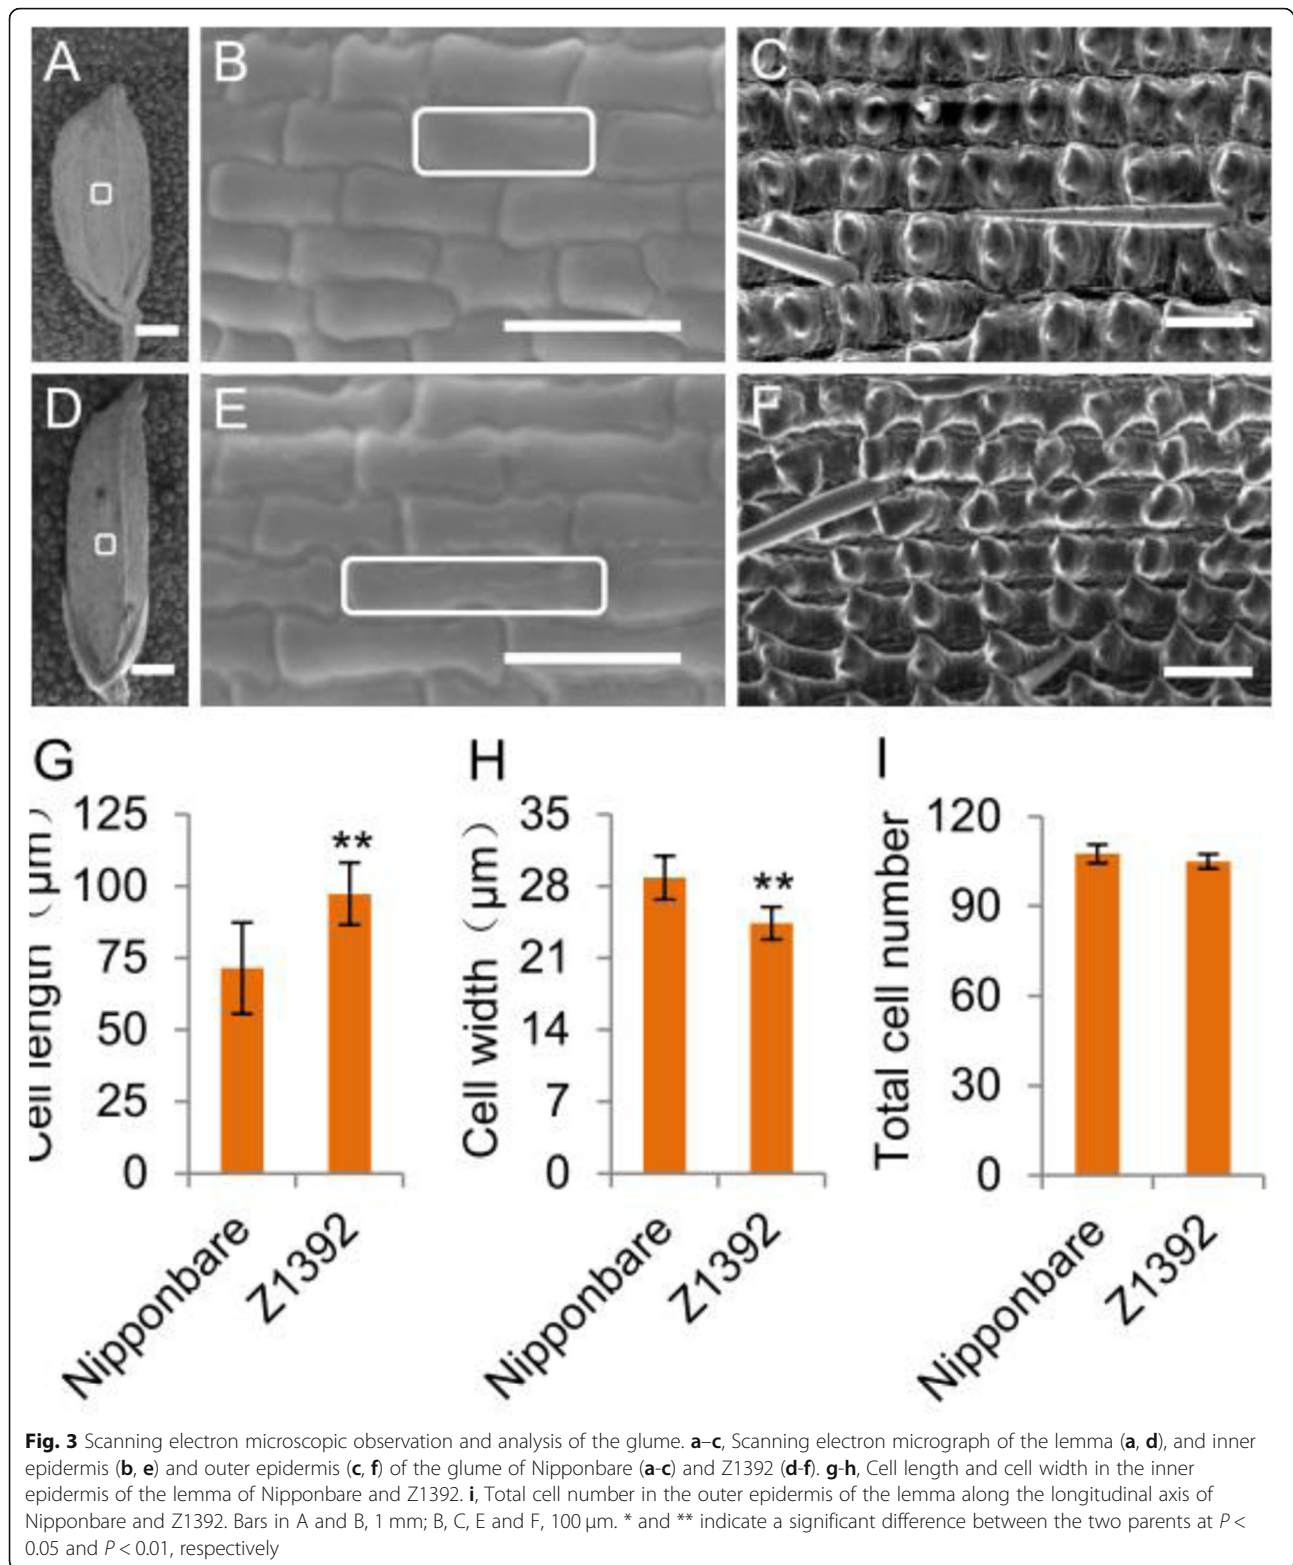 A
B
C
D
E
F
G
H
I
Cell length (μm)
125
100
75
50
25
0
**
Nipponbare
Z1392
Cell width (μm)
35
28
21
14
7
0
**
Nipponbare
Z1392
Total cell number
120
90
60
30
0
Nipponbare
Z1392
Fig. 3 Scanning electron microscopic observation and analysis of the glume. a–c, Scanning electron micrograph of the lemma (a, d), and inner
epidermis (b, e) and outer epidermis (c, f) of the glume of Nipponbare (a-c) and Z1392 (d-f). g-h, Cell length and cell width in the inner
epidermis of the lemma of Nipponbare and Z1392. i, Total cell number in the outer epidermis of the lemma along the longitudinal axis of
Nipponbare and Z1392. Bars in A and B, 1 mm; B, C, E and F, 100 μm. * and ** indicate a significant difference between the two parents at P <
0.05 and P < 0.01, respectively